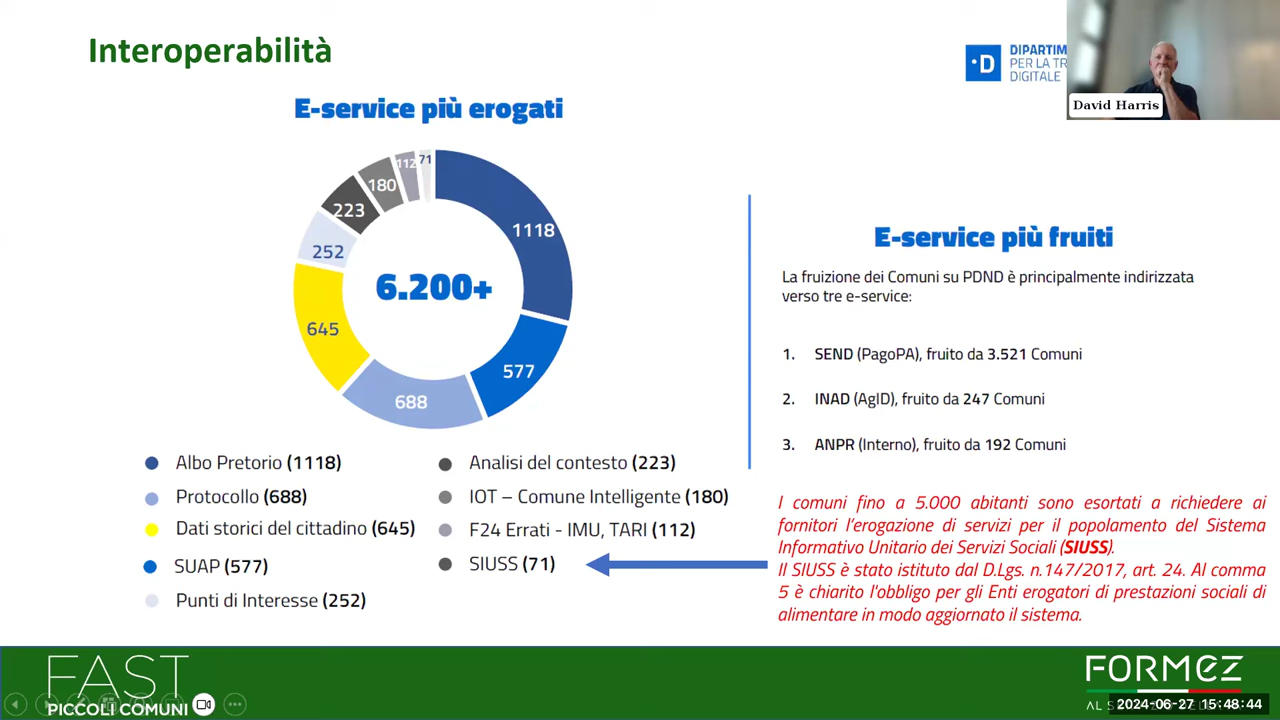 Interoperabilità
DIPARTIM
PER LA TR
DIGITALE
David Harris
E-service più erogati
1118
577
688
645
252
223
180
112
71
6.200+
Albo Pretorio (1118)
Protocollo (688)
Dati storici del cittadino (645)
SUAP (577)
Punti di Interesse (252)
Analisi del contesto (223)
IOT – Comune Intelligente (180)
F24 Errati - IMU, TARI (112)
SIUSS (71)
E-service più fruiti
La fruizione dei Comuni su PDND è principalmente indirizzata
verso tre e-service:
1. SEND (PagoPA), fruito da 3.521 Comuni
2. INAD (AgID), fruito da 247 Comuni
3. ANPR (Interno), fruito da 192 Comuni
I comuni fino a 5.000 abitanti sono esortati a richiedere ai
fornitori l'erogazione di servizi per il popolamento del Sistema
Informativo Unitario dei Servizi Sociali (SIUSS).
Il SIUSS è stato istituto dal D.Lgs. n.147/2017, art. 24. Al comma
5 è chiarito l'obbligo per gli Enti erogatori di prestazioni sociali di
alimentare in modo aggiornato il sistema.
FAST
PICCOLI COMUNI
FORMEZ
2024-06-27 15:48:44